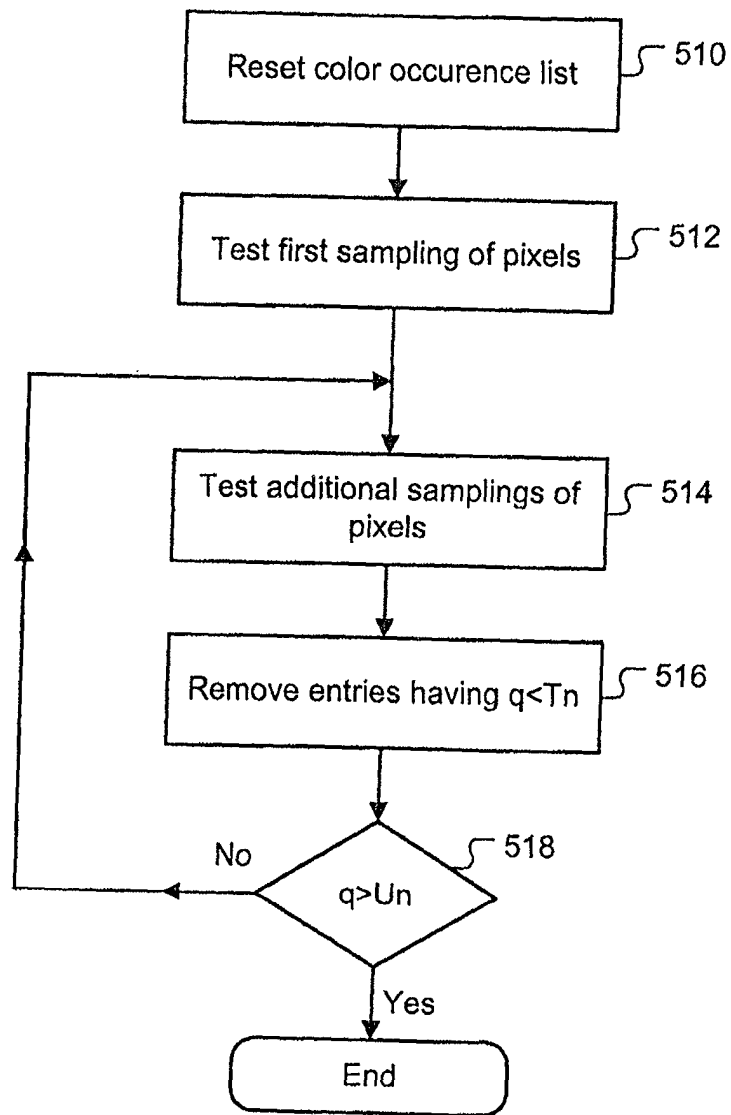 Reset color occurence list
510
Test first sampling of pixels
512
Test additional samplings of
pixels
514
Remove entries having q<Tn
516
518
No
q>Un
Yes
End